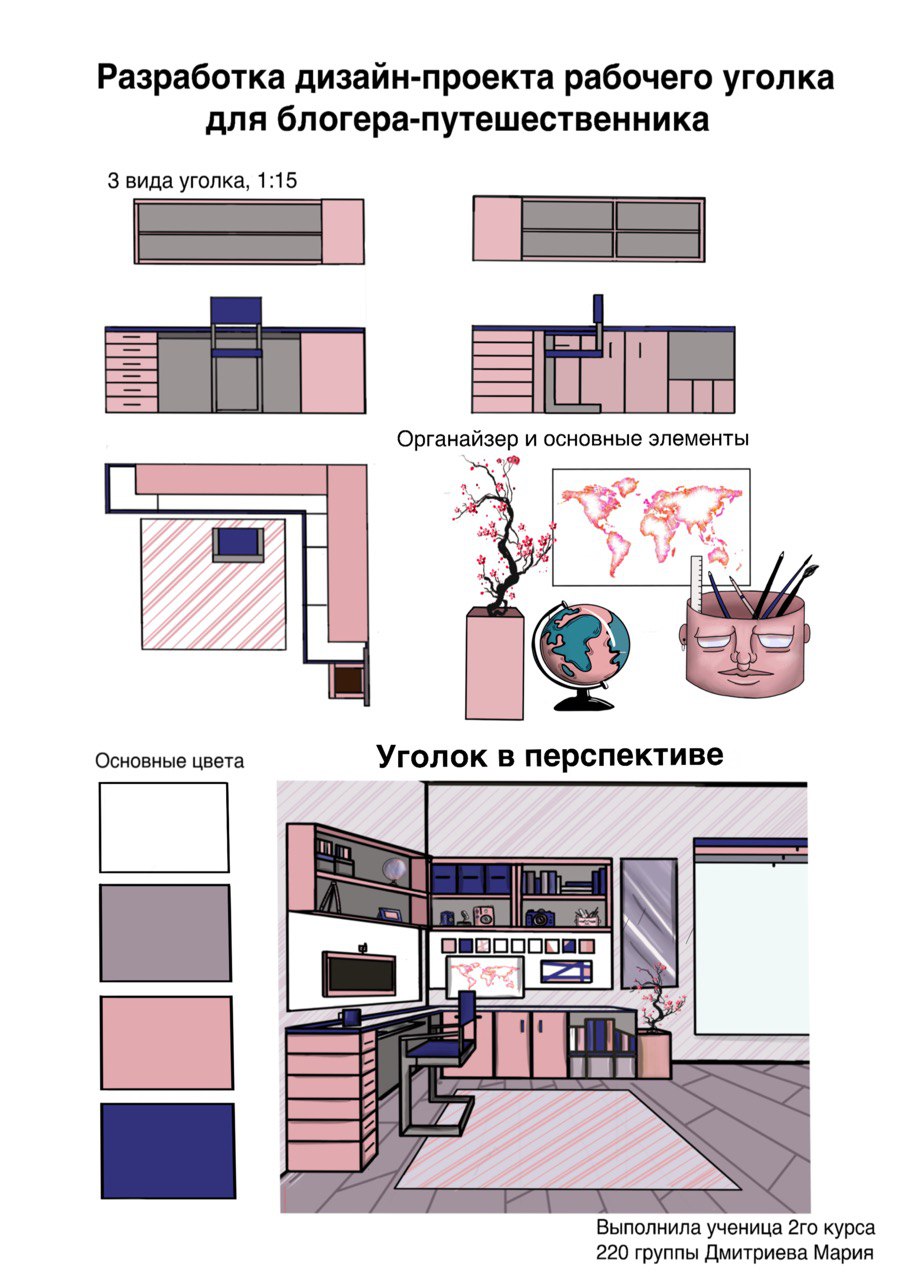 Разработка дизайн-проекта рабочего уголка
для блогера-путешественника
3 вида уголка, 1:15
Органайзер и основные элементы
Основные цвета
Уголок в перспективе
Выполнила ученица 2го курса
220 группы Дмитриева Мария